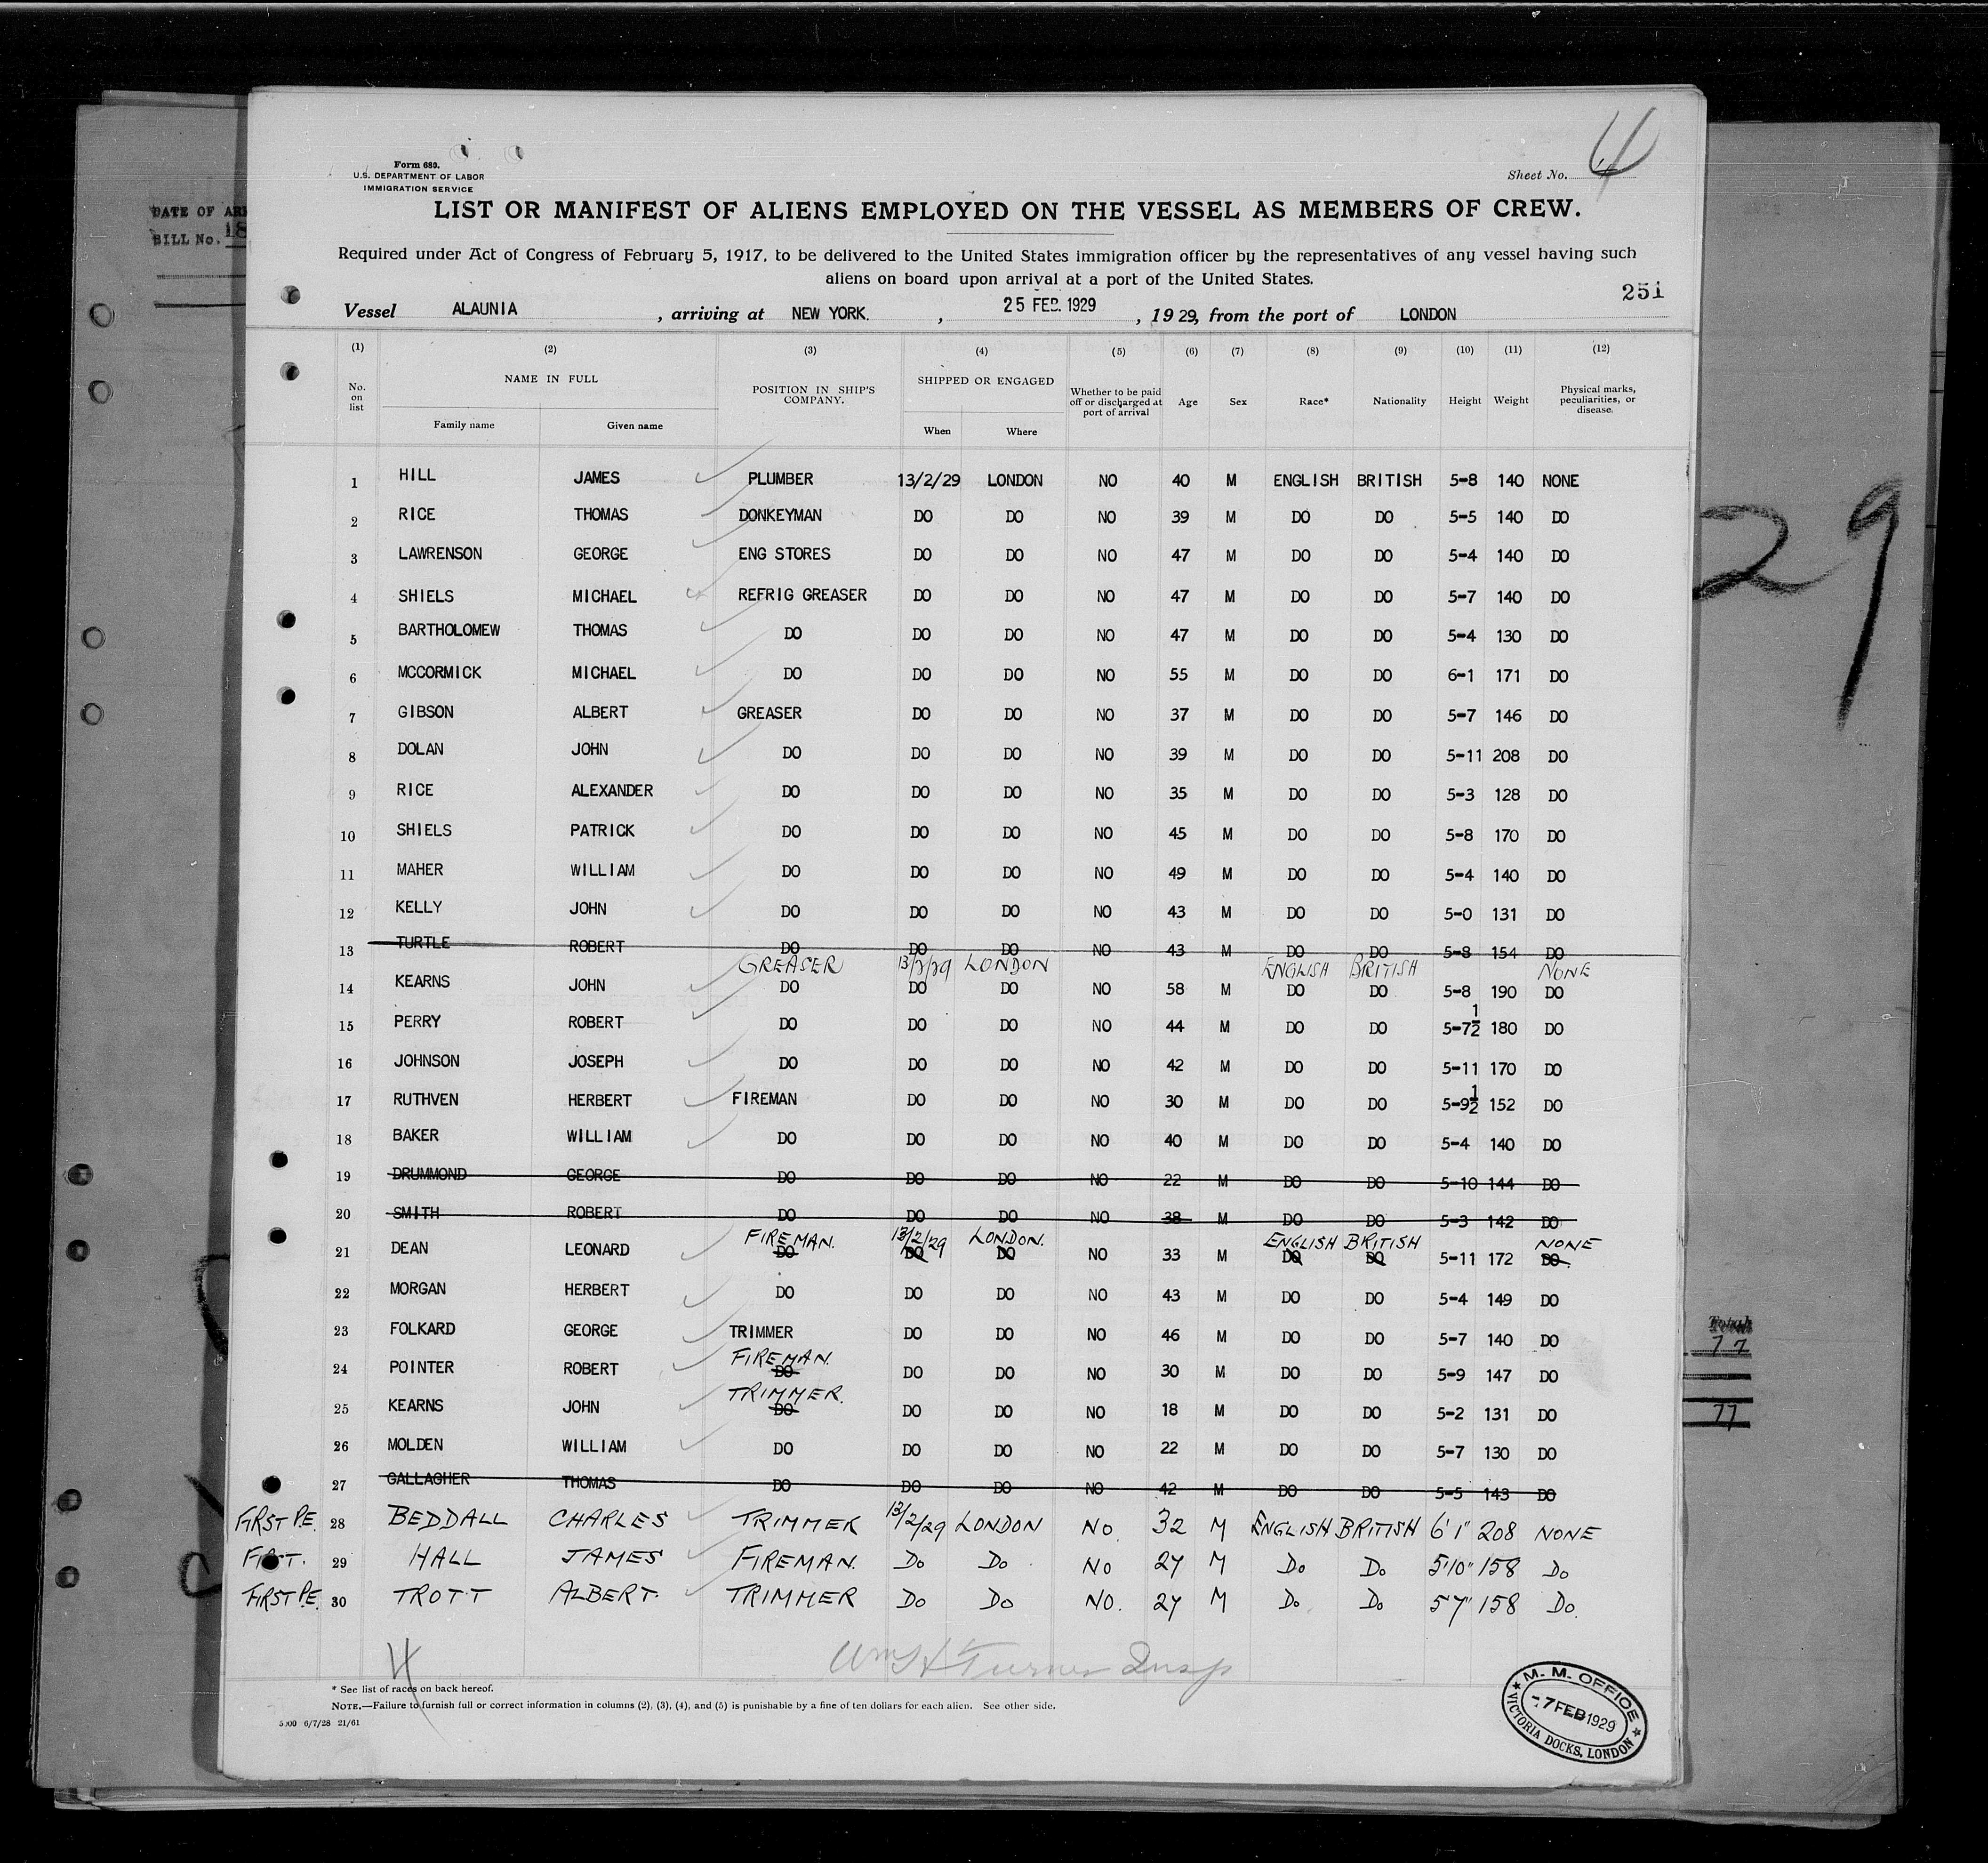 Form 680.
U.S. DEPARTMENT OF LABOR
IMMIGRATION SERVICE
Sheet No. 4
4
LIST OR MANIFEST OF ALIENS EMPLOYED ON THE VESSEL AS MEMBERS OF CREW.
Required under Act of Congress of February 5, 1917, to be delivered to the United States immigration officer by the representatives of any vessel having such
aliens on board upon arrival at a port of the United States.
251
Vessel ALAUNIA, arriving at NEW YORK, 25 FEB. 1929, 1929, from the port of LONDON
DATE OF
BILL No. 18
(1) (2) (3) (4) (5) (6) (7) (8) (9) (10) (11) (12)
No. on list NAME IN FULL Family name Given name POSITION IN SHIP'S COMPANY. SHIPPED OR ENGAGED When Where Whether to be paid off or discharged at port of arrival Age Sex Race* Nationality Height Weight Physical marks, peculiarities, or disease.
1 HILL JAMES PLUMBER 13/2/29 LONDON NO 40 M ENGLISH BRITISH 5-8 140 NONE
2 RICE THOMAS DONKEYMAN DO DO NO 39 M DO DO 5-5 140 DO
3 LAWRENSON GEORGE ENG STORES DO DO NO 47 M DO DO 5-4 140 DO
4 SHIELS MICHAEL REFRIG GREASER DO DO NO 47 M DO DO 5-7 140 DO
5 BARTHOLOMEW THOMAS DO DO DO NO 47 M DO DO 5-4 130 DO
6 MCCORMICK MICHAEL DO DO DO NO 55 M DO DO 6-1 171 DO
7 GIBSON ALBERT GREASER DO DO NO 37 M DO DO 5-7 146 DO
8 DOLAN JOHN DO DO DO NO 39 M DO DO 5-11 208 DO
9 RICE ALEXANDER DO DO DO NO 35 M DO DO 5-3 128 DO
10 SHIELS PATRICK DO DO DO NO 45 M DO DO 5-8 170 DO
11 MAHER WILLIAM DO DO DO NO 49 M DO DO 5-4 140 DO
12 KELLY JOHN DO DO DO NO 43 M DO DO 5-0 131 DO
13 TURTLE ROBERT DO DO DO NO 43 M DO DO 5-8 154 DO
GREASER 13/2/29 LONDON ENGLISH BRITISH NONE
14 KEARNS JOHN DO DO DO NO 58 M DO DO 5-8 190 DO
15 PERRY ROBERT DO DO DO NO 44 M DO DO 5-7½ 180 DO
16 JOHNSON JOSEPH DO DO DO NO 42 M DO DO 5-11 170 DO
17 RUTHVEN HERBERT FIREMAN DO DO NO 30 M DO DO 5-9½ 152 DO
18 BAKER WILLIAM DO DO DO NO 40 M DO DO 5-4 140 DO
19 DRUMMOND GEORGE DO DO DO NO 22 M DO DO 5-10 144 DO
20 SMITH ROBERT DO DO DO NO 38 M DO DO 5-3 142 DO
FIREMAN. 13/2/29 LONDON. ENGLISH BRITISH NONE
21 DEAN LEONARD DO DO DO NO 33 M DO DO 5-11 172 DO
22 MORGAN HERBERT DO DO DO NO 43 M DO DO 5-4 149 DO
23 FOLKARD GEORGE TRIMMER DO DO NO 46 M DO DO 5-7 140 DO
FIREMAN.
24 POINTER ROBERT DO DO DO NO 30 M DO DO 5-9 147 DO
TRIMMER.
25 KEARNS JOHN DO DO DO NO 18 M DO DO 5-2 131 DO
26 MOLDEN WILLIAM DO DO DO NO 22 M DO DO 5-7 130 DO
27 GALLAGHER THOMAS DO DO DO NO 42 M DO DO 5-5 143 DO
FIRST P.E. 28 BEDDALL CHARLES TRIMMER 13/2/29 LONDON NO. 32 M ENGLISH BRITISH 6'1" 208 NONE
FIRST. 29 HALL JAMES FIREMAN. DO DO NO 27 M DO DO 5'10" 158 DO
FIRST P.E. 30 TROTT ALBERT. TRIMMER DO DO NO. 27 M DO DO 5'7" 158 DO.
Wm H Turner Insp
4
* See list of races on back hereof.
NOTE.—Failure to furnish full or correct information in columns (2), (3), (4), and (5) is punishable by a fine of ten dollars for each alien. See other side.
6/7/28 21/61
M. M. OFFICE
7 FEB 1929
VICTORIA DOCKS, LONDON
29
77
77